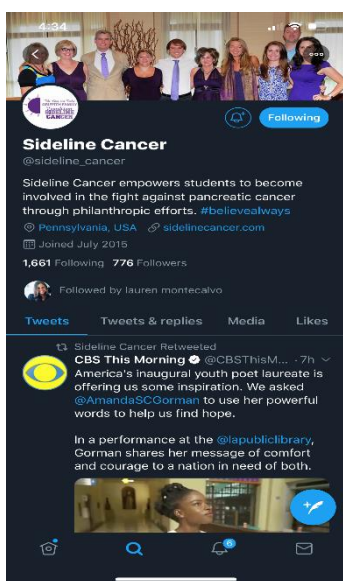 4:34
Following
Sideline Cancer
@sideline_cancer
Sideline Cancer empowers students to become
involved in the fight against pancreatic cancer
through philanthropic efforts. #believealways
Pennsylvania, USA sidelinecancer.com
Joined July 2015
1,661 Following 776 Followers
Followed by lauren montecalvo
Tweets Tweets & replies Media Likes
Sideline Cancer Retweeted
CBS This Morning @CBSThisM... · 7h
America's inaugural youth poet laureate is
offering us some inspiration. We asked
@AmandaSCGorman to use her powerful
words to help us find hope.
In a performance at the @lapubliclibrary,
Gorman shares her message of comfort
and courage to a nation in need of both.
6